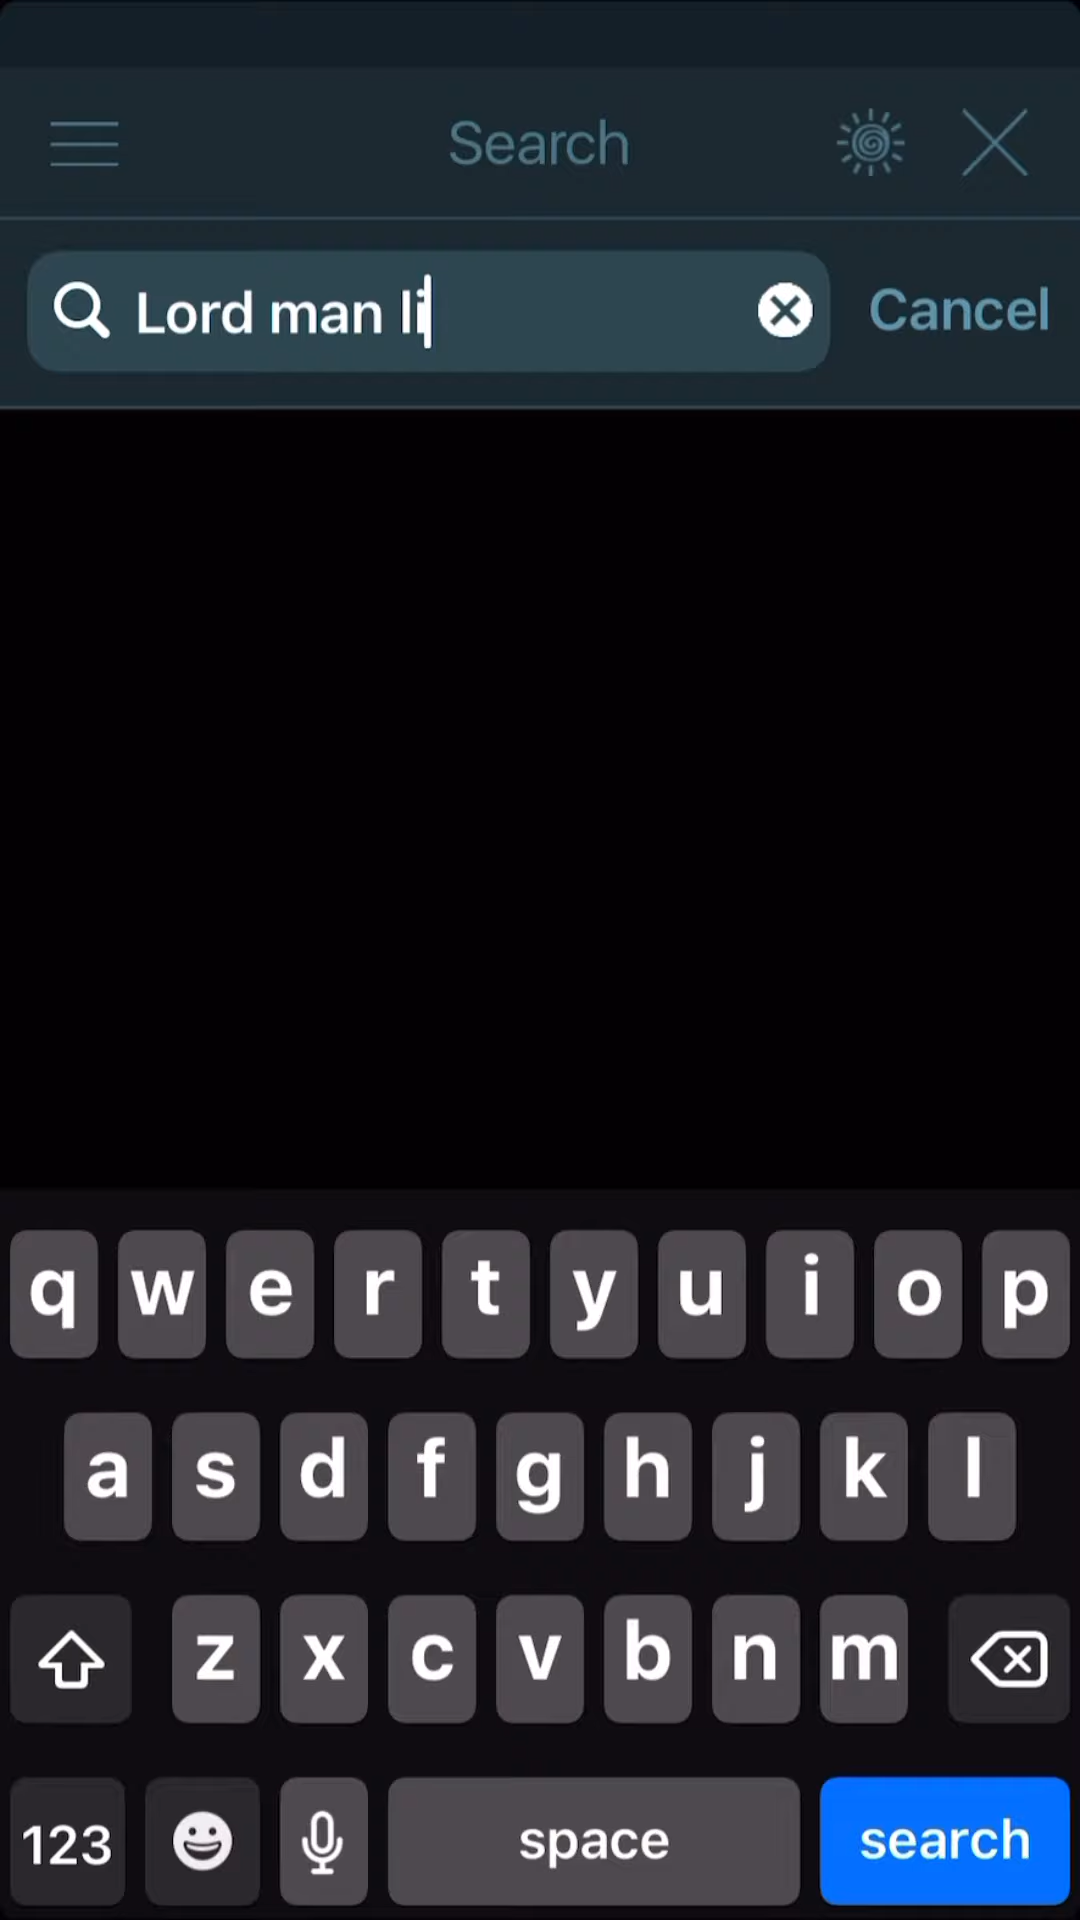 Search
Lord man li
Cancel
q w e r t y u i o p
a s d f g h j k l
z x c v b n m
123 space search